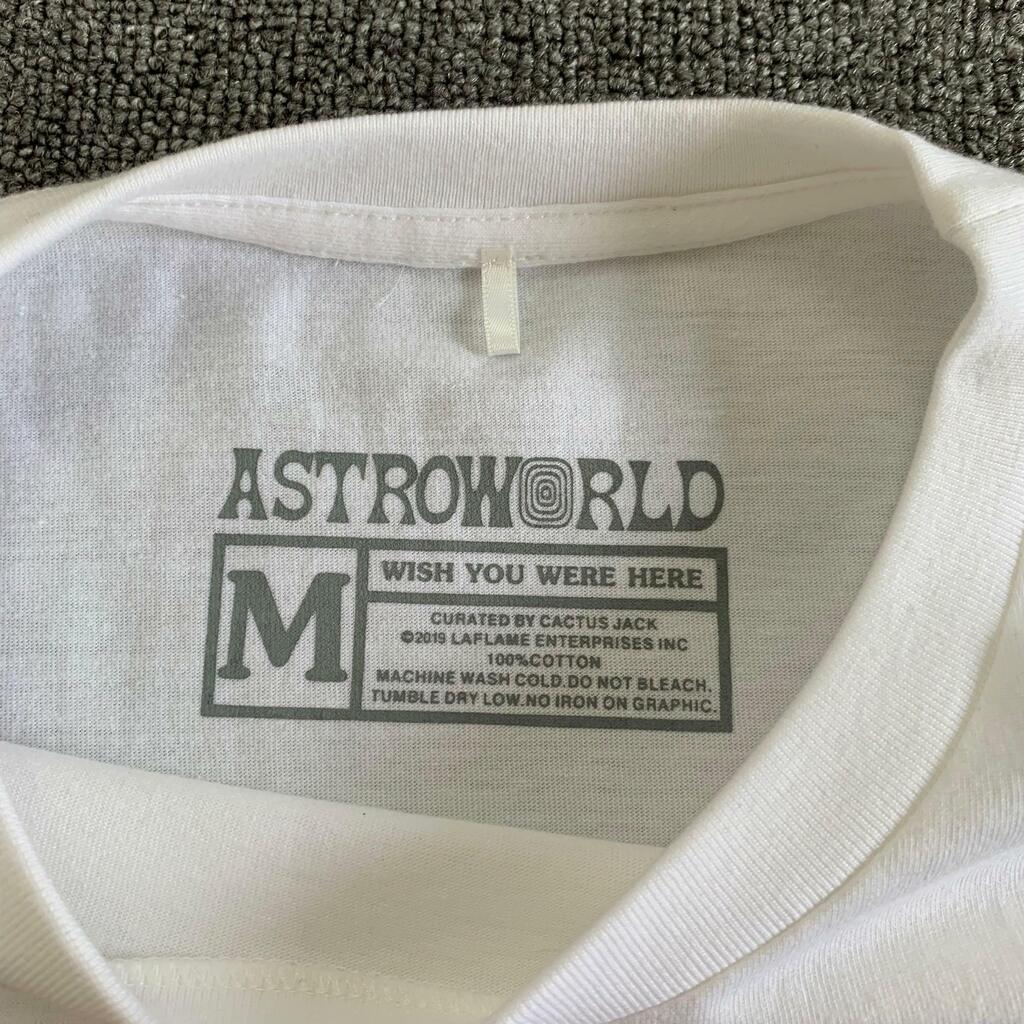 ASTROWORLD
M
WISH YOU WERE HERE
CURATED BY CACTUS JACK
©2019 LAFLAME ENTERPRISES INC
100%COTTON
MACHINE WASH COLD.DO NOT BLEACH.
TUMBLE DRY LOW.NO IRON ON GRAPHIC.